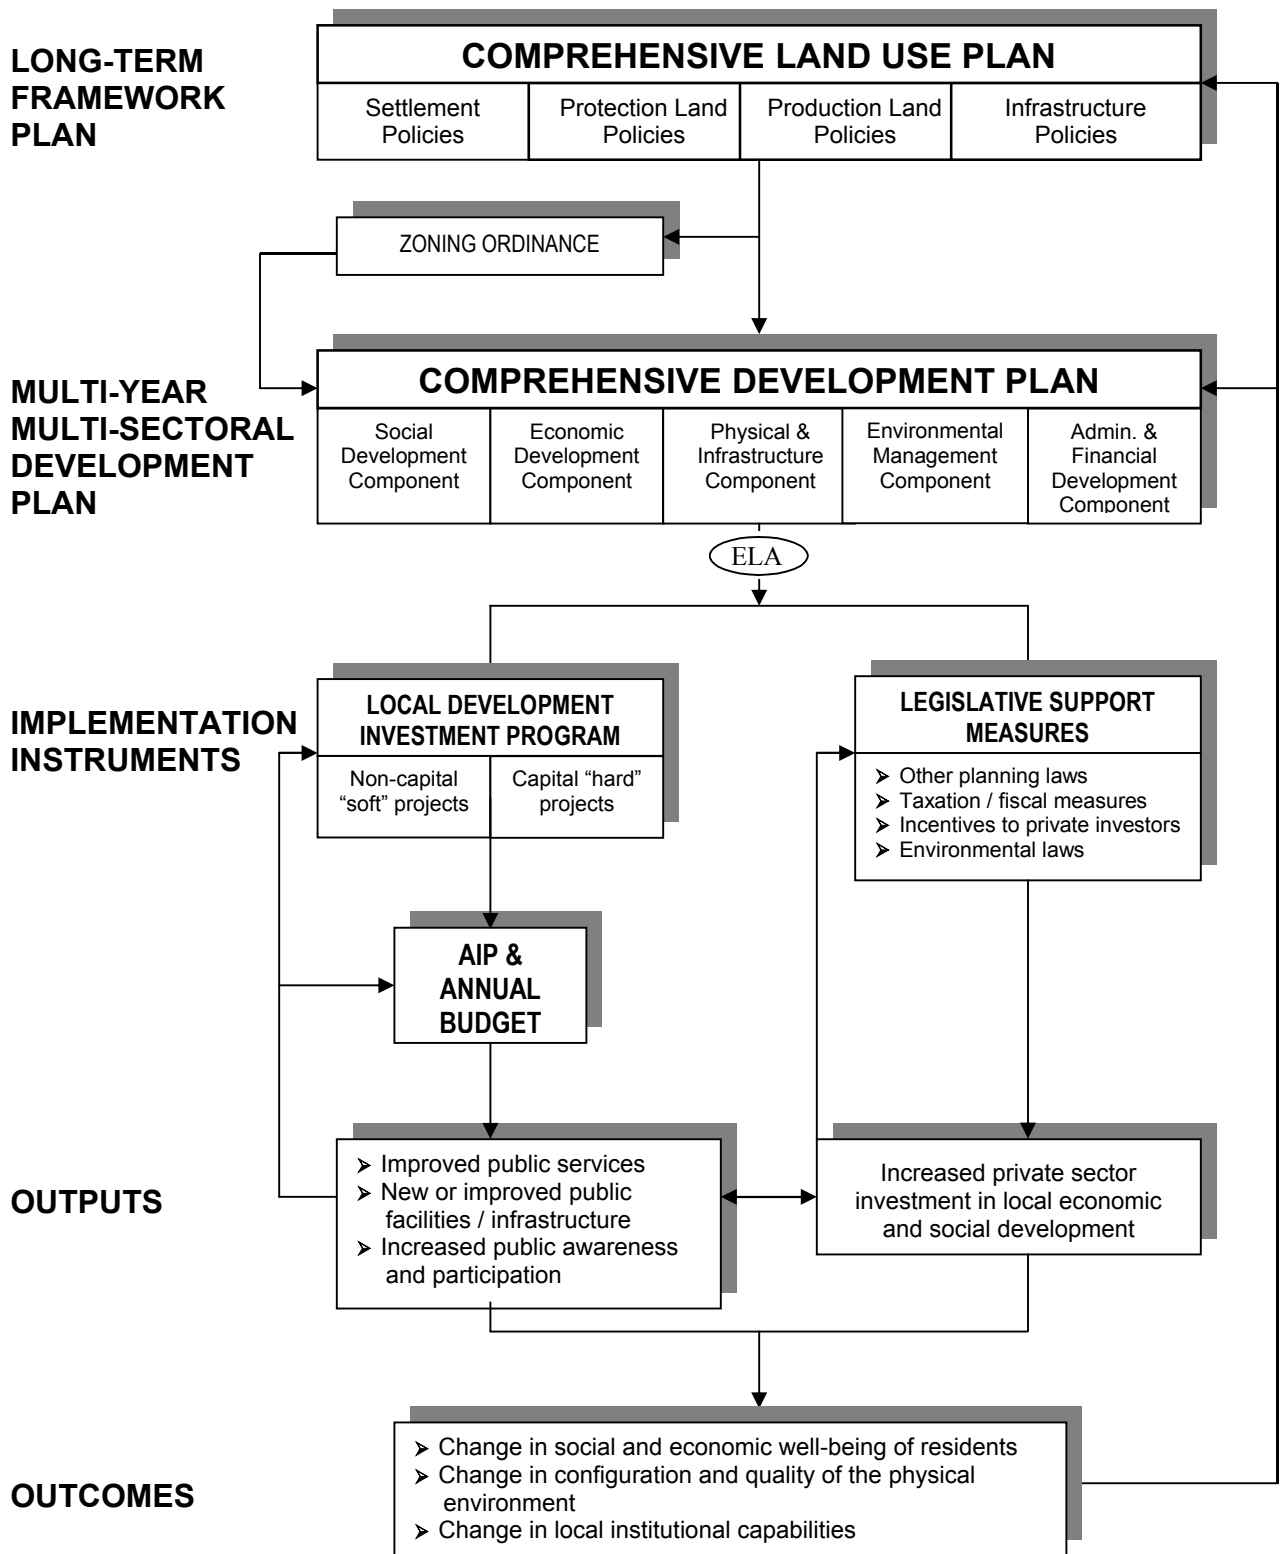 LONG-TERM
FRAMEWORK
PLAN
COMPREHENSIVE LAND USE PLAN
Settlement
Policies
Protection Land
Policies
Production Land
Policies
Infrastructure
Policies
ZONING ORDINANCE
MULTI-YEAR
MULTI-SECTORAL
DEVELOPMENT
PLAN
COMPREHENSIVE DEVELOPMENT PLAN
Social
Development
Component
Economic
Development
Component
Physical &
Infrastructure
Component
Environmental
Management
Component
Admin. &
Financial
Development
Component
ELA
IMPLEMENTATION
INSTRUMENTS
LOCAL DEVELOPMENT
INVESTMENT PROGRAM
Non-capital
“soft” projects
Capital “hard”
projects
LEGISLATIVE SUPPORT
MEASURES
➢ Other planning laws
➢ Taxation / fiscal measures
➢ Incentives to private investors
➢ Environmental laws
AIP &
ANNUAL
BUDGET
OUTPUTS
➢ Improved public services
➢ New or improved public
facilities / infrastructure
➢ Increased public awareness
and participation
Increased private sector
investment in local economic
and social development
OUTCOMES
➢ Change in social and economic well-being of residents
➢ Change in configuration and quality of the physical
environment
➢ Change in local institutional capabilities